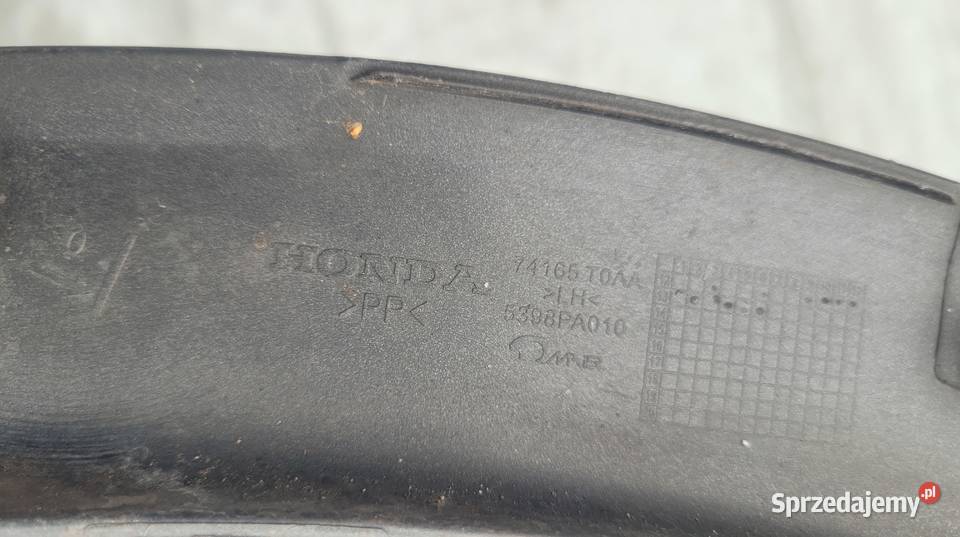 HONDA
>PP<
74165 T0AA
>LH<
5398PA010
Sprzedajemy.pl